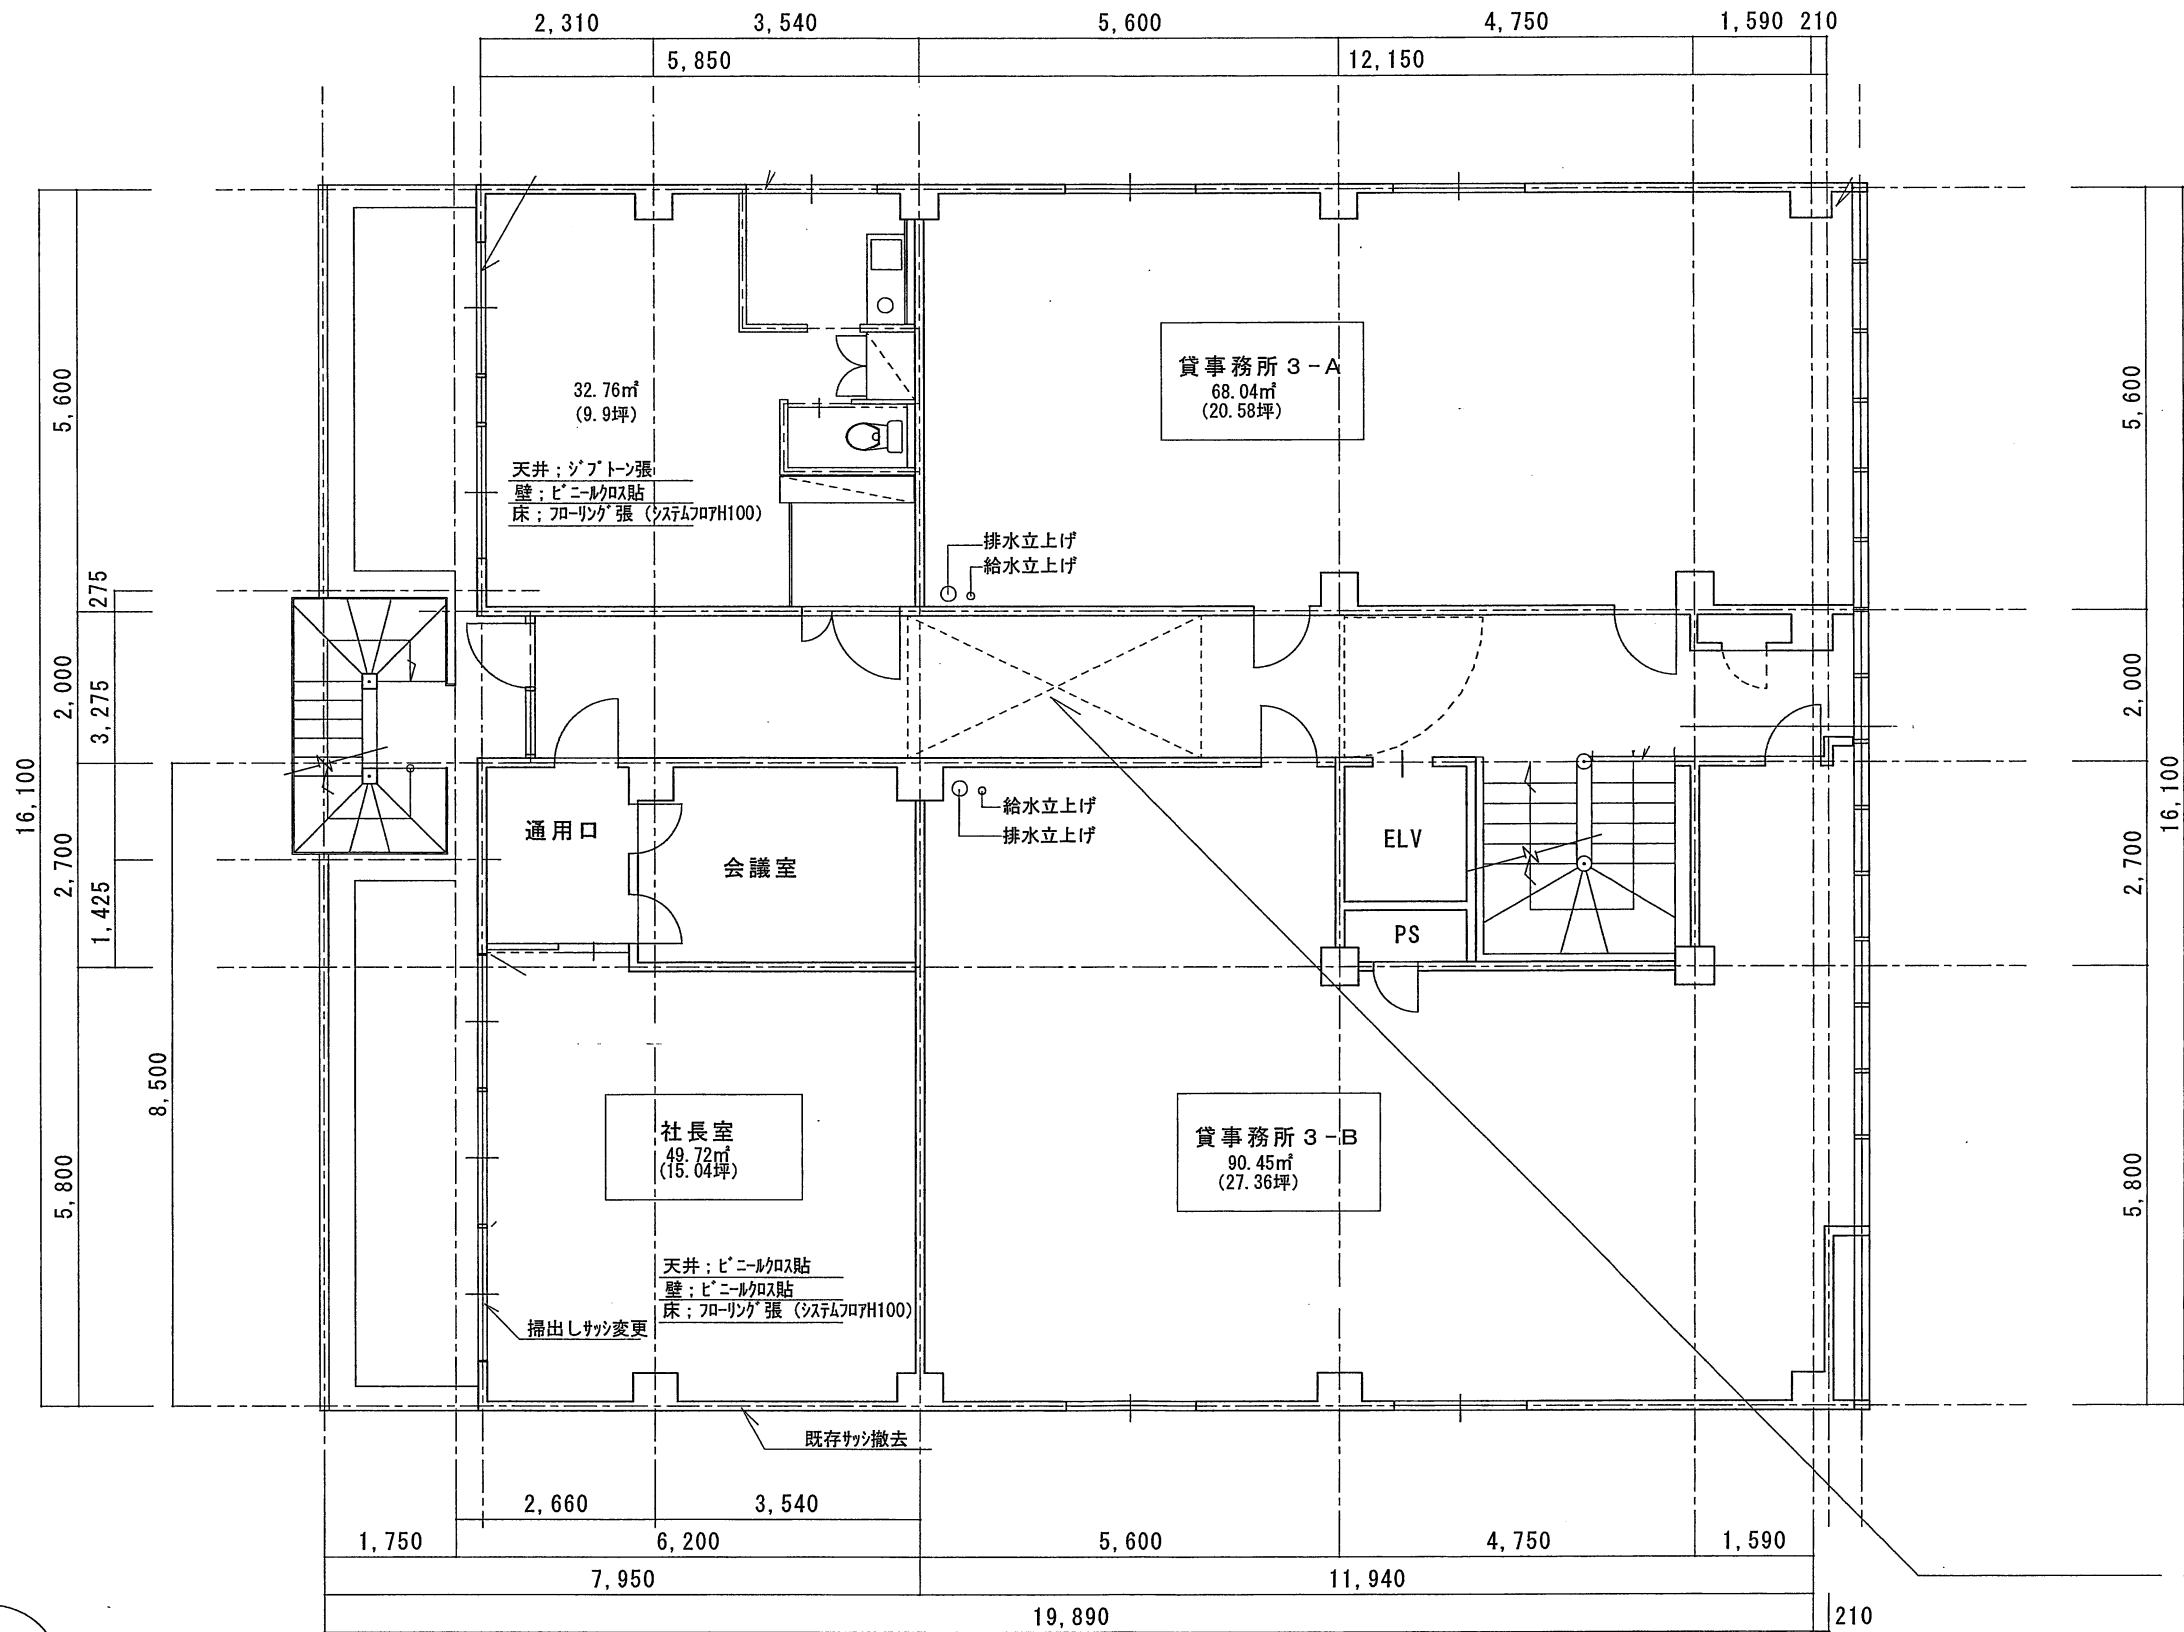 2,310
3,540
5,600
4,750
1,590
210
5,850
12,150
5,600
275
2,000
3,275
16,100
2,700
1,425
8,500
5,800
32.76㎡
(9.9坪)
天井；ｼﾞﾌﾟﾄｰﾝ張
壁；ﾋﾞﾆｰﾙｸﾛｽ貼
床；ﾌﾛｰﾘﾝｸﾞ張（ｼｽﾃﾑﾌﾛｱH100）
貸事務所３-Ａ
68.04㎡
(20.58坪)
排水立上げ
給水立上げ
給水立上げ
排水立上げ
通用口
会議室
ELV
PS
社長室
49.72㎡
(15.04坪)
貸事務所３-Ｂ
90.45㎡
(27.36坪)
天井；ﾋﾞﾆｰﾙｸﾛｽ貼
壁；ﾋﾞﾆｰﾙｸﾛｽ貼
床；ﾌﾛｰﾘﾝｸﾞ張（ｼｽﾃﾑﾌﾛｱH100）
掃出しｻｯｼ変更
既存ｻｯｼ撤去
5,600
2,000
16,100
2,700
5,800
2,660
3,540
1,750
6,200
5,600
4,750
1,590
7,950
11,940
19,890
210